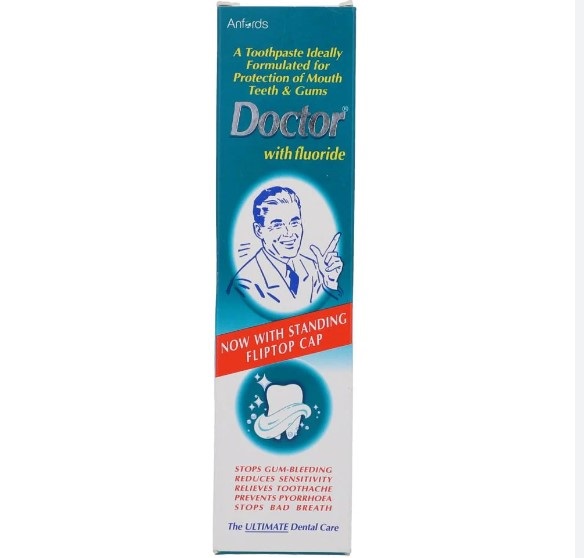 Anfords
A Toothpaste Ideally
Formulated for
Protection of Mouth
Teeth & Gums
Doctor®
with fluoride
NOW WITH STANDING
FLIPTOP CAP
STOPS GUM-BLEEDING
REDUCES SENSITIVITY
RELIEVES TOOTHACHE
PREVENTS PYORRHOEA
STOPS BAD BREATH
The ULTIMATE Dental Care